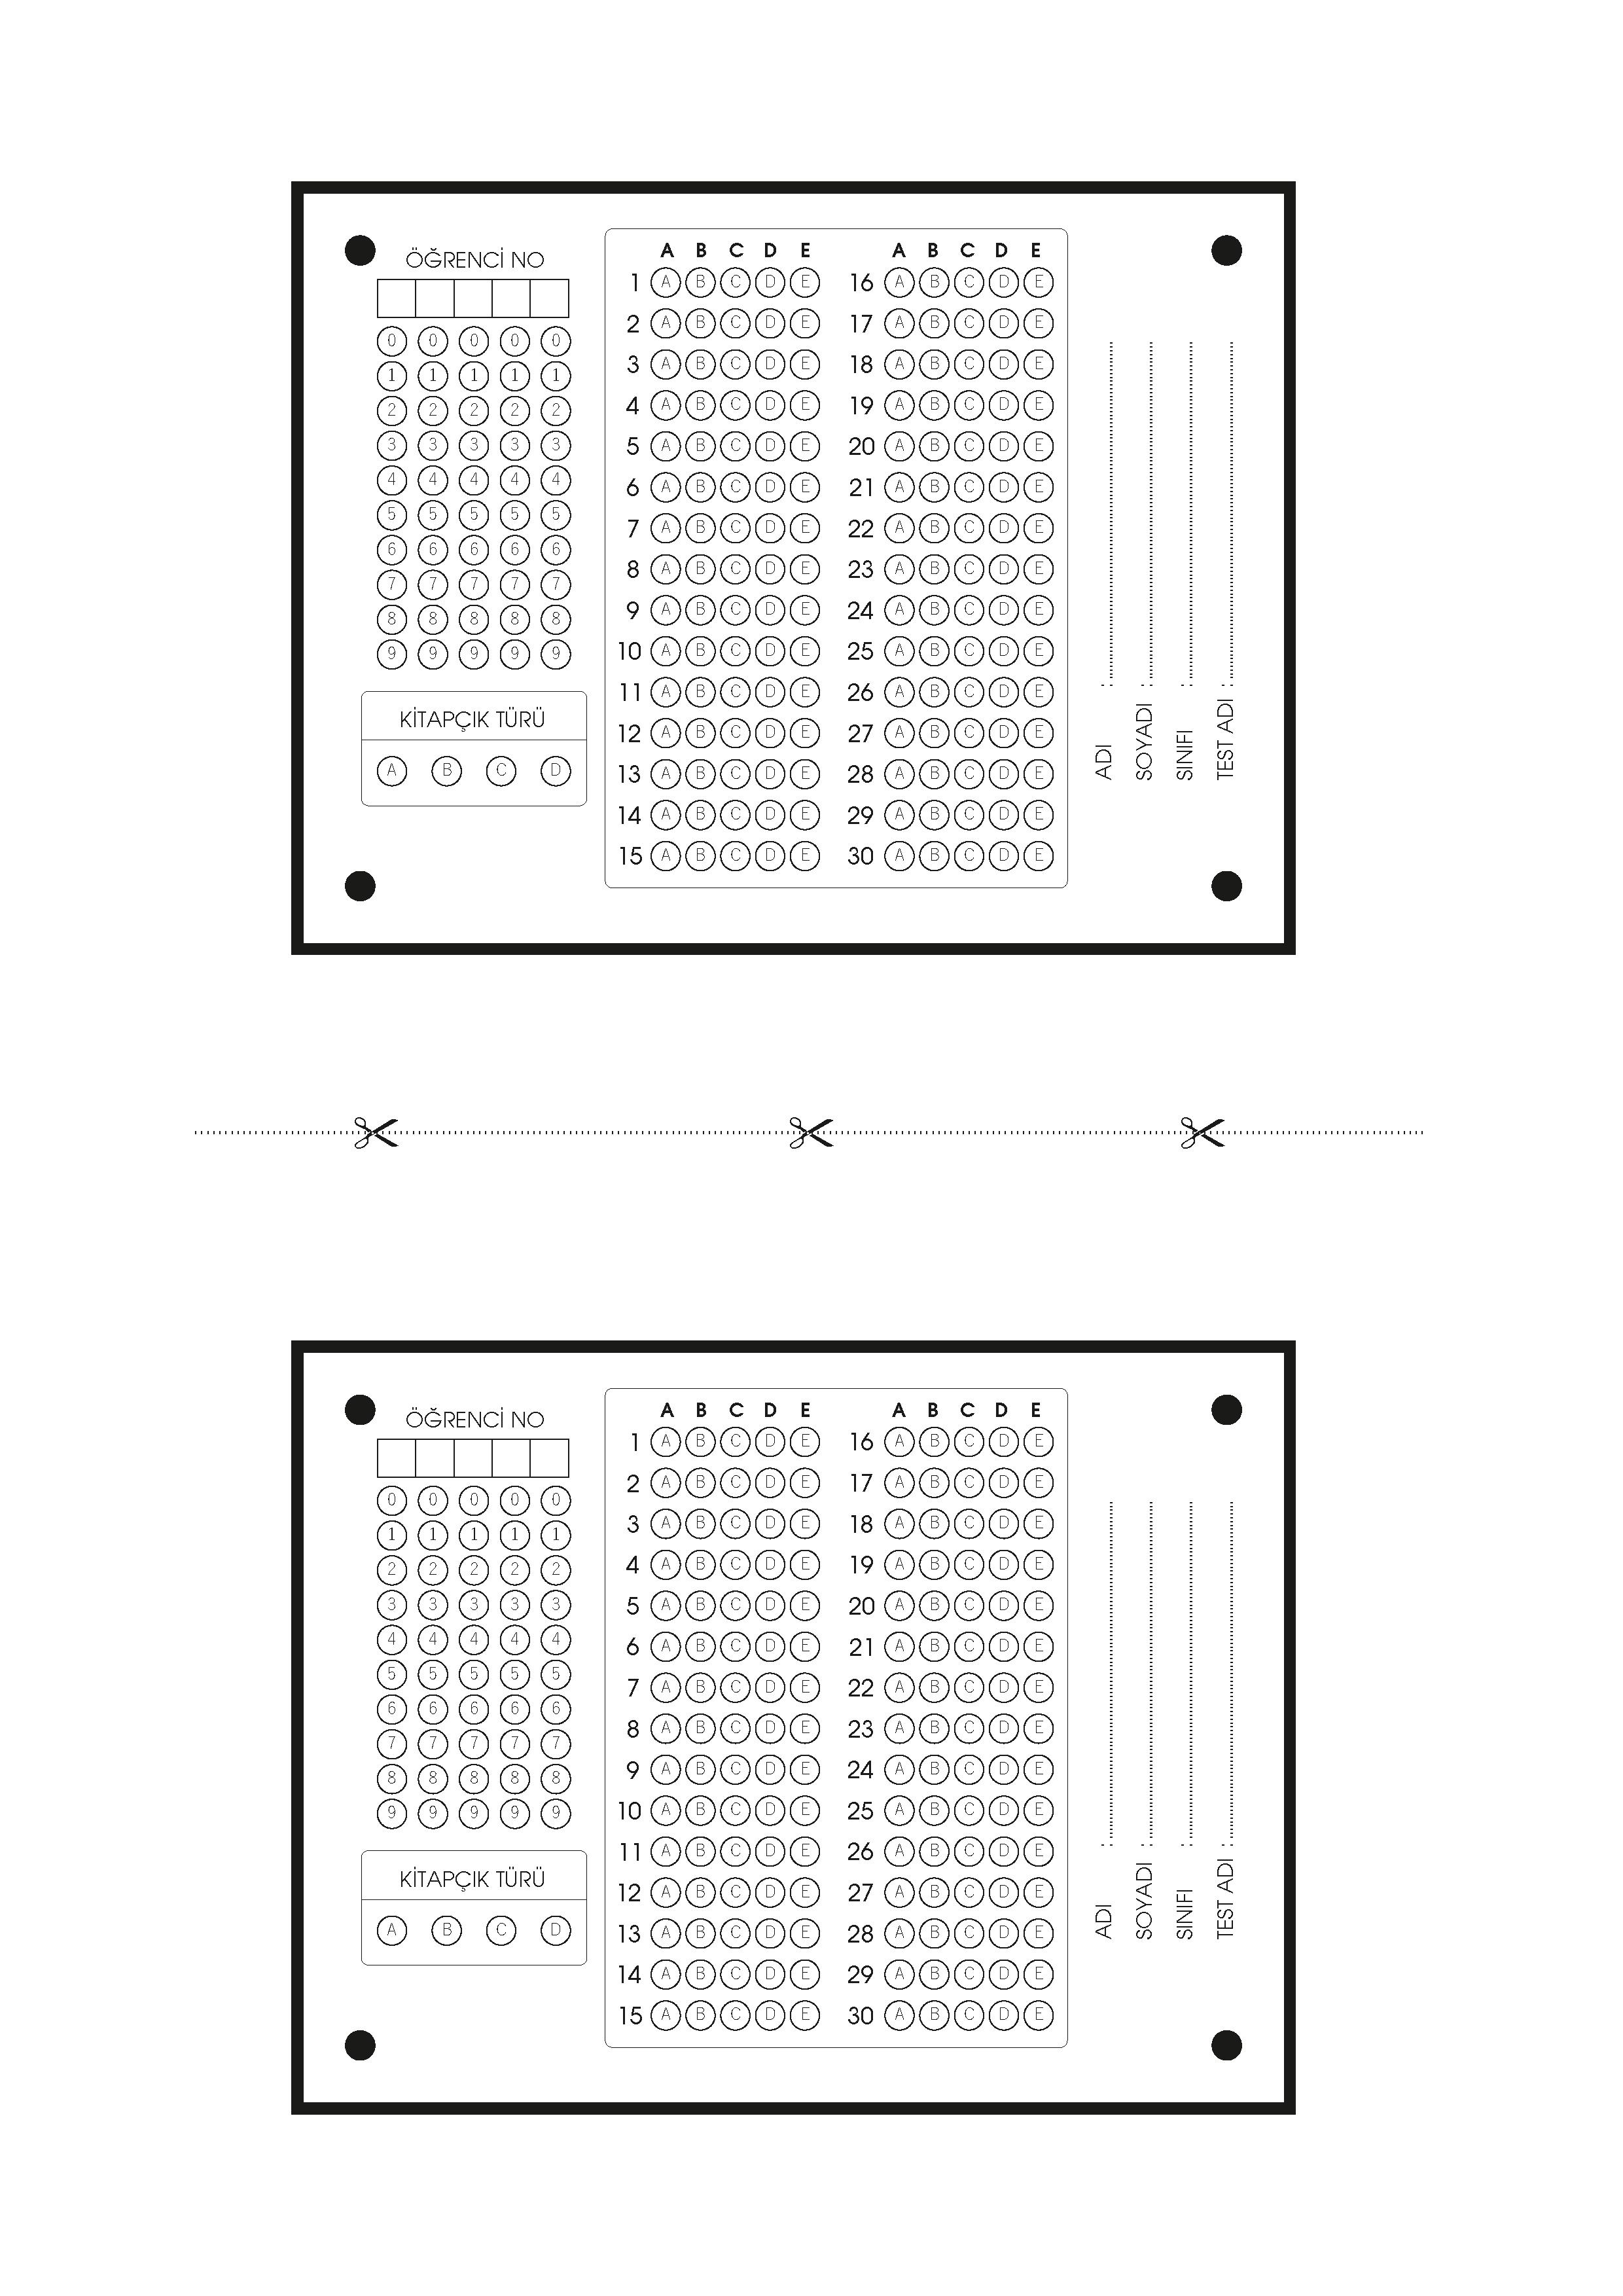 ÖĞRENCİ NO
0 0 0 0 0
1 1 1 1 1
2 2 2 2 2
3 3 3 3 3
4 4 4 4 4
5 5 5 5 5
6 6 6 6 6
7 7 7 7 7
8 8 8 8 8
9 9 9 9 9
KİTAPÇIK TÜRÜ
A B C D
A B C D E
1 A B C D E
2 A B C D E
3 A B C D E
4 A B C D E
5 A B C D E
6 A B C D E
7 A B C D E
8 A B C D E
9 A B C D E
10 A B C D E
11 A B C D E
12 A B C D E
13 A B C D E
14 A B C D E
15 A B C D E
A B C D E
16 A B C D E
17 A B C D E
18 A B C D E
19 A B C D E
20 A B C D E
21 A B C D E
22 A B C D E
23 A B C D E
24 A B C D E
25 A B C D E
26 A B C D E
27 A B C D E
28 A B C D E
29 A B C D E
30 A B C D E
ADI :
SOYADI :
SINIFI :
TEST ADI :
ÖĞRENCİ NO
0 0 0 0 0
1 1 1 1 1
2 2 2 2 2
3 3 3 3 3
4 4 4 4 4
5 5 5 5 5
6 6 6 6 6
7 7 7 7 7
8 8 8 8 8
9 9 9 9 9
KİTAPÇIK TÜRÜ
A B C D
A B C D E
1 A B C D E
2 A B C D E
3 A B C D E
4 A B C D E
5 A B C D E
6 A B C D E
7 A B C D E
8 A B C D E
9 A B C D E
10 A B C D E
11 A B C D E
12 A B C D E
13 A B C D E
14 A B C D E
15 A B C D E
A B C D E
16 A B C D E
17 A B C D E
18 A B C D E
19 A B C D E
20 A B C D E
21 A B C D E
22 A B C D E
23 A B C D E
24 A B C D E
25 A B C D E
26 A B C D E
27 A B C D E
28 A B C D E
29 A B C D E
30 A B C D E
ADI :
SOYADI :
SINIFI :
TEST ADI :